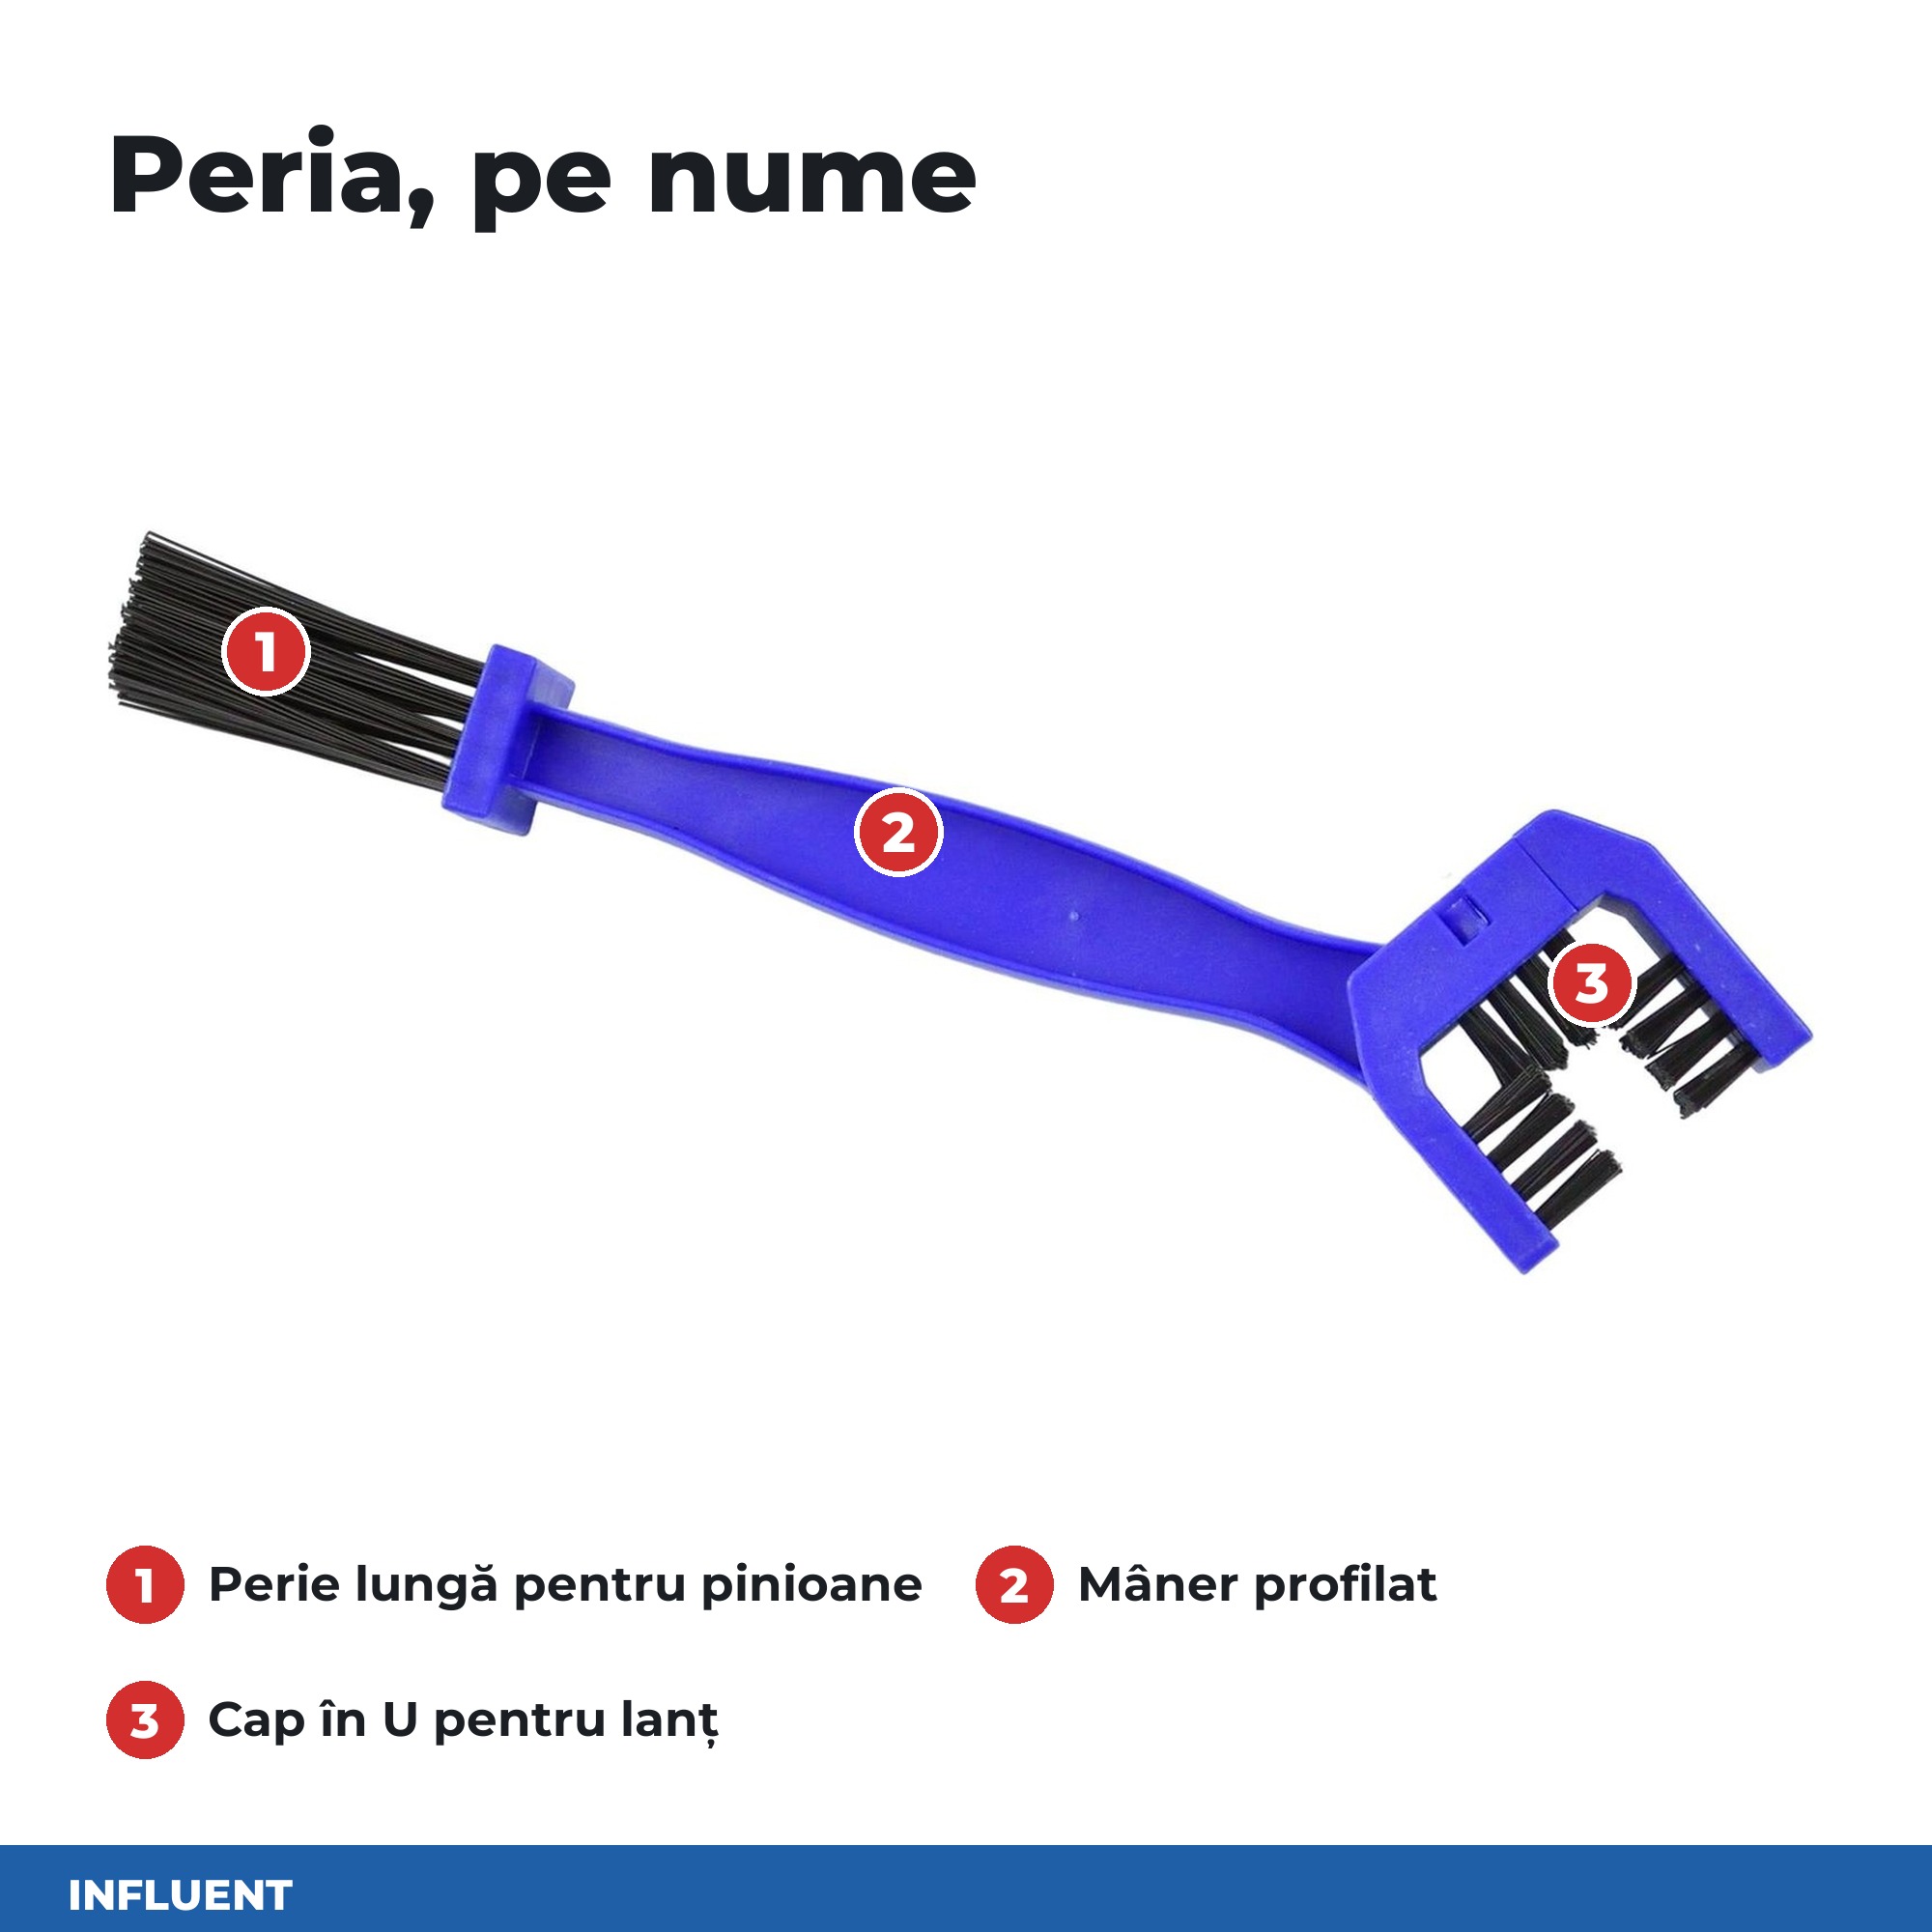 Peria, pe nume
1
2
3
1 Perie lungă pentru pinioane
2 Mâner profilat
3 Cap în U pentru lanț
INFLUENT